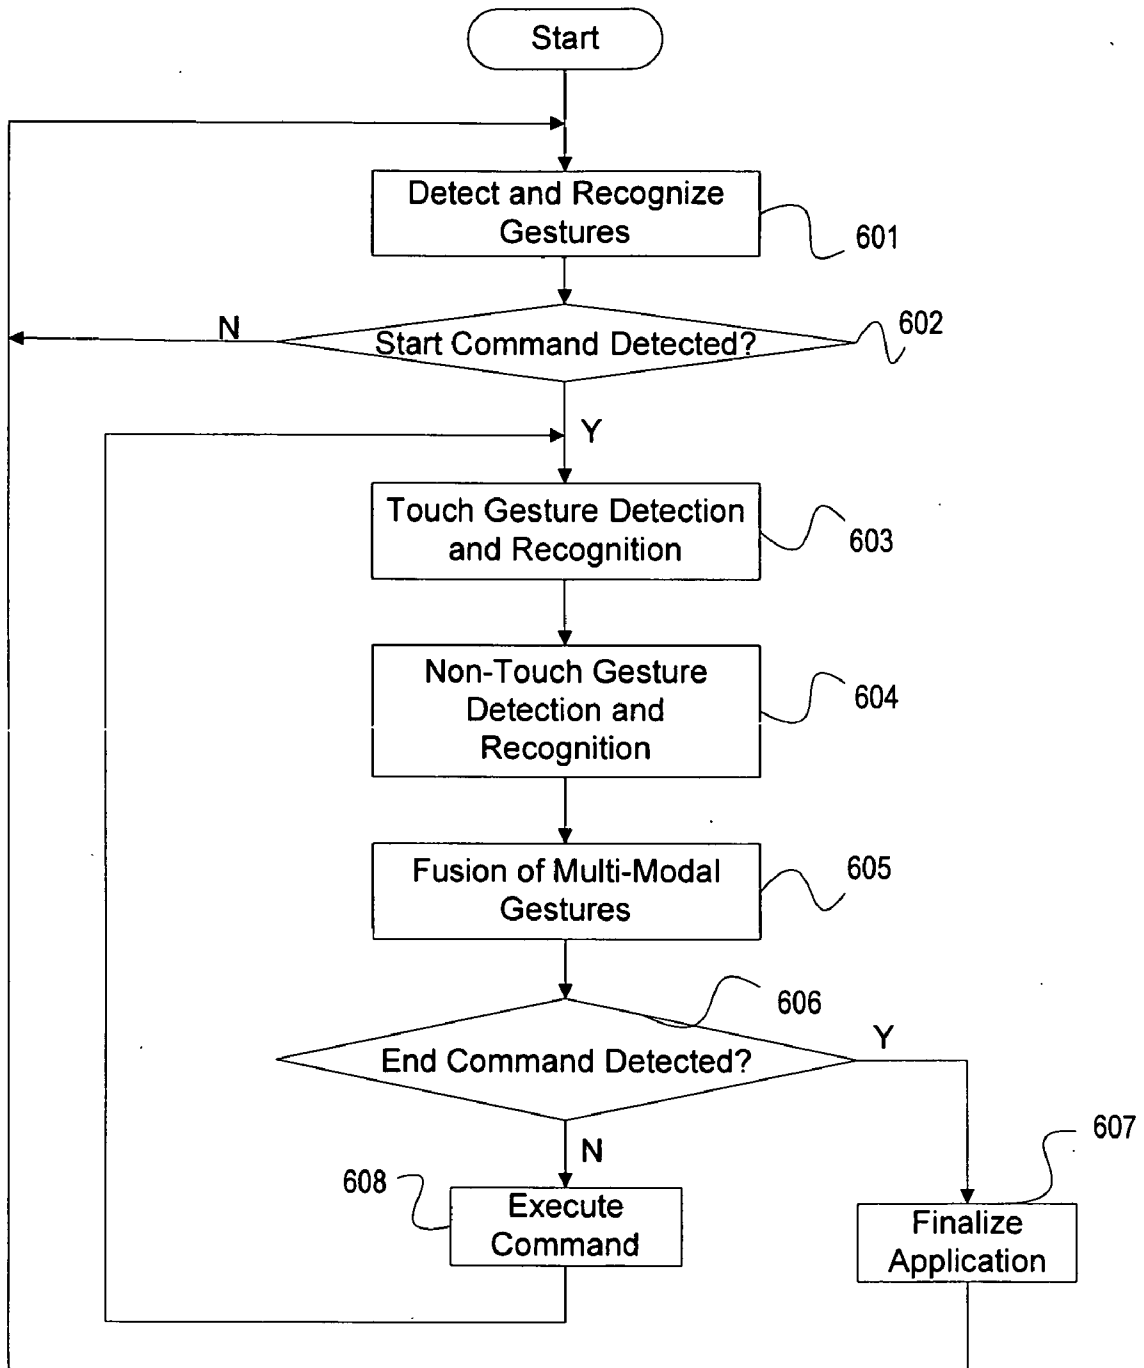 Start
Detect and Recognize
Gestures
601
N
Start Command Detected?
602
Y
Touch Gesture Detection
and Recognition
603
Non-Touch Gesture
Detection and
Recognition
604
Fusion of Multi-Modal
Gestures
605
606
End Command Detected?
Y
N
607
608
Execute
Command
Finalize
Application